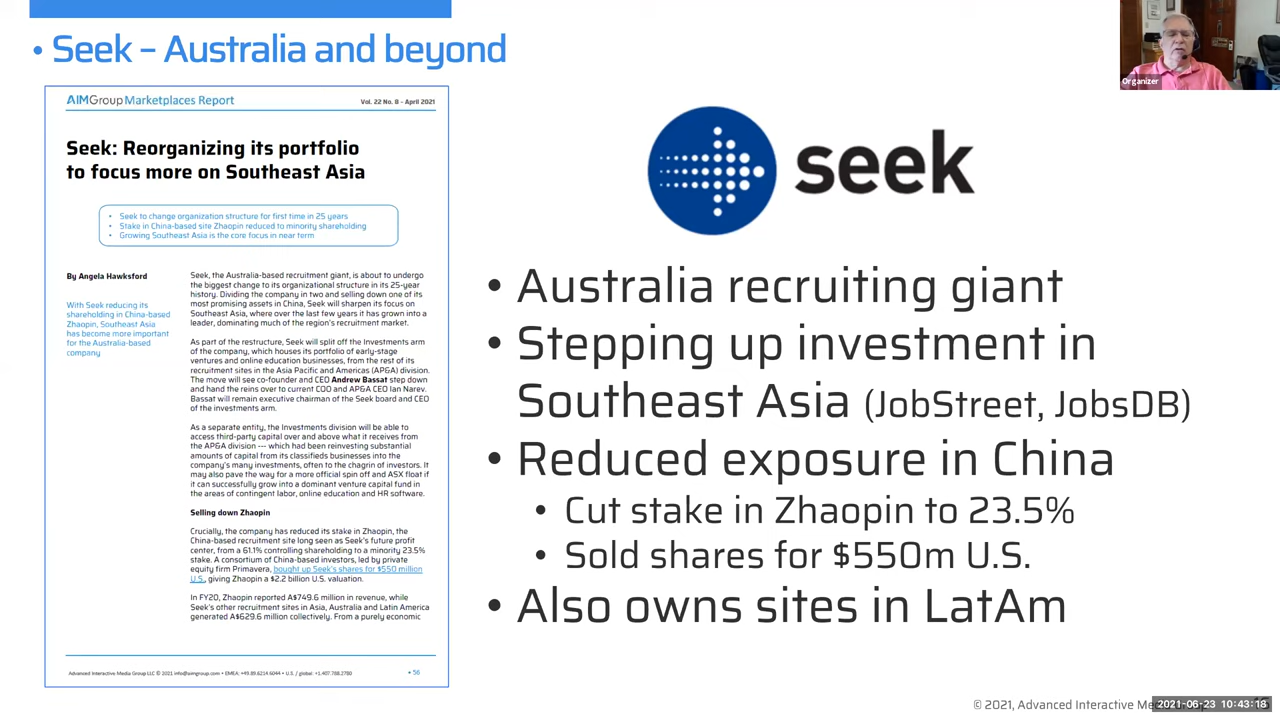 • Seek – Australia and beyond
Organizer
AIMGroup Marketplaces Report
Vol. 22 No. 8 – April 2021
Seek: Reorganizing its portfolio
to focus more on Southeast Asia
• Seek to change organization structure for first time in 25 years
• Stake in China-based site Zhaopin reduced to minority shareholding
• Growing Southeast Asia is the core focus in near term
By Angela Hawksford
With Seek reducing its
shareholding in China-based
Zhaopin, Southeast Asia
has become more important
for the Australia-based
company
Seek, the Australia-based recruitment giant, is about to undergo
the biggest change to its organizational structure in its 25-year
history. Dividing the company in two and selling down one of its
most promising assets in China, Seek will sharpen its focus on
Southeast Asia, where over the last few years it has grown into a
leader, dominating much of the region's recruitment market.
As part of the restructure, Seek will split off the Investments arm
of the company, which houses its portfolio of early-stage
ventures and online education businesses, from the rest of its
recruitment sites in the Asia Pacific and Americas (AP&A) division.
The move will see co-founder and CEO Andrew Bassat step down
and hand the reins over to current COO and AP&A CEO Ian Narev.
Bassat will remain executive chairman of the Seek board and CEO
of the investments arm.
As a separate entity, the Investments division will be able to
access third-party capital over and above what it receives from
the AP&A division --- which had been reinvesting substantial
amounts of capital from its classifieds businesses into the
company's many investments, often to the chagrin of investors. It
may also pave the way for a more official spin off and ASX float if
it can successfully grow into a dominant venture capital fund in
the areas of contingent labor, online education and HR software.
Selling down Zhaopin
Crucially, the company has reduced its stake in Zhaopin, the
China-based recruitment site long seen as Seek's future profit
center, from a 61.1% controlling shareholding to a minority 23.5%
stake. A consortium of China-based investors, led by private
equity firm Primavera, bought up Seek's shares for $550 million
U.S., giving Zhaopin a $2.2 billion U.S. valuation.
In FY20, Zhaopin reported A$749.6 million in revenue, while
Seek's other recruitment sites in Asia, Australia and Latin America
generated A$629.6 million collectively. From a purely economic
Advanced Interactive Media Group LLC © 2021 info@aimgroup.com • EMEA: +49.89.6214.6044 • U.S. / global: +1.407.788.2780
• 56
seek
• Australia recruiting giant
• Stepping up investment in
Southeast Asia (JobStreet, JobsDB)
• Reduced exposure in China
• Cut stake in Zhaopin to 23.5%
• Sold shares for $550m U.S.
• Also owns sites in LatAm
© 2021, Advanced Interactive Me
2021-06-23 10:43:18